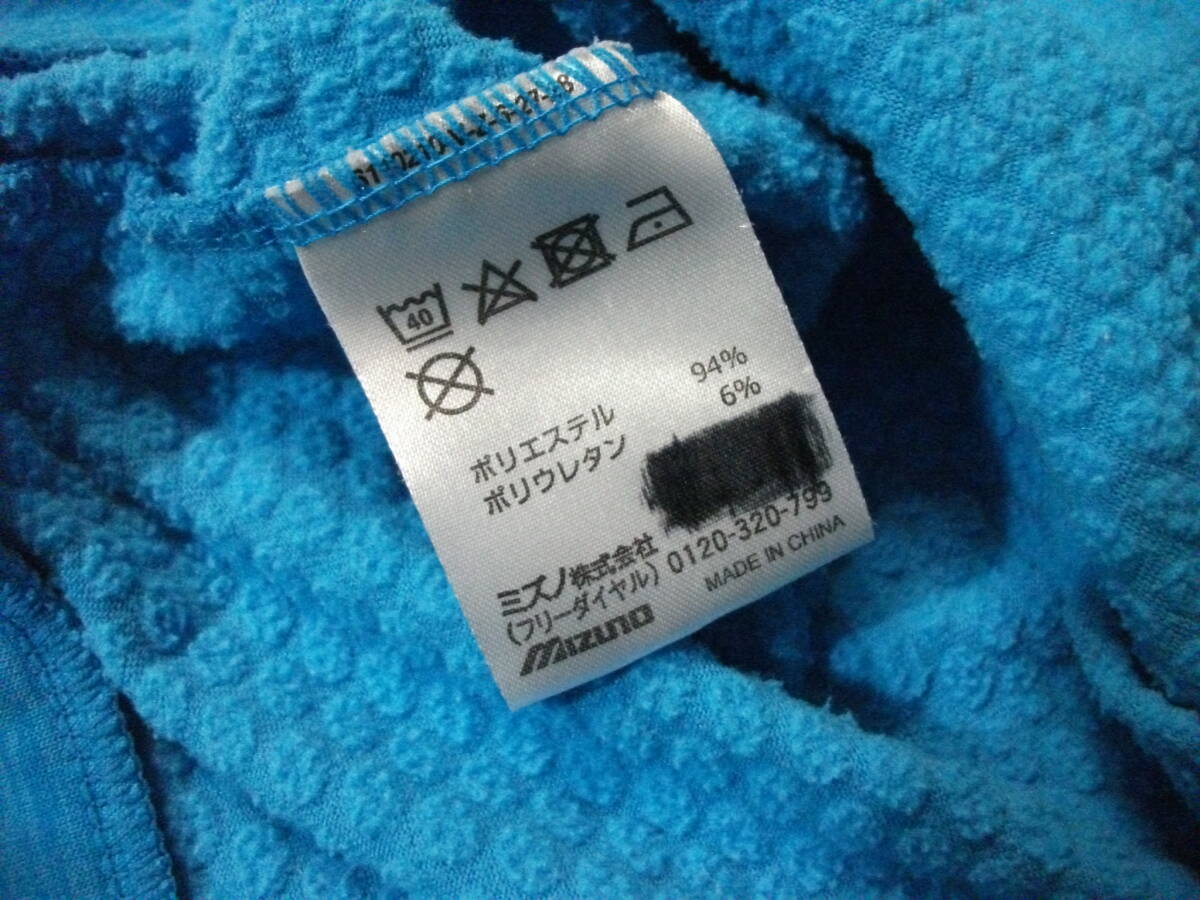 40
ポリエステル 94%
ポリウレタン 6%
ミズノ株式会社
(フリーダイヤル) 0120-320-799
MIZUNO MADE IN CHINA